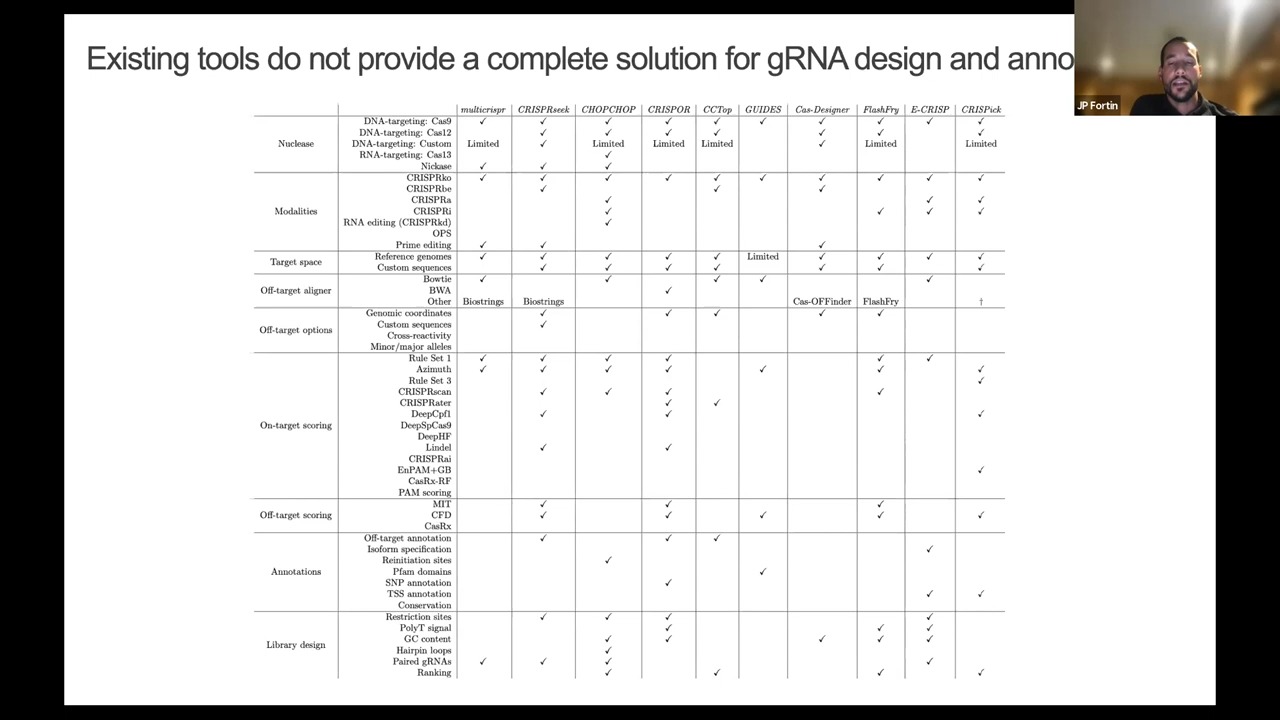 Existing tools do not provide a complete solution for gRNA design and anno
JP Fortin
multicrispr CRISPRseek CHOPCHOP CRISPOR CCTop GUIDES Cas-Designer FlashFry E-CRISP CRISPick
Nuclease
DNA-targeting: Cas9 ✓ ✓ ✓ ✓ ✓ ✓ ✓ ✓ ✓ ✓
DNA-targeting: Cas12 ✓ ✓ ✓ ✓ ✓ ✓ ✓
DNA-targeting: Custom Limited ✓ Limited Limited Limited ✓ Limited Limited
RNA-targeting: Cas13 ✓
Nickase ✓ ✓ ✓
Modalities
CRISPRko ✓ ✓ ✓ ✓ ✓ ✓ ✓ ✓ ✓ ✓
CRISPRbe ✓ ✓ ✓
CRISPRa ✓ ✓ ✓
CRISPRi ✓ ✓ ✓ ✓
RNA editing (CRISPRkd) ✓
OPS
Prime editing ✓ ✓ ✓
Target space
Reference genomes ✓ ✓ ✓ ✓ ✓ Limited ✓ ✓ ✓ ✓
Custom sequences ✓ ✓ ✓ ✓ ✓ ✓ ✓
Off-target aligner
Bowtie ✓ ✓ ✓ ✓ ✓
BWA ✓
Other Biostrings Biostrings Cas-OFFinder FlashFry †
Off-target options
Genomic coordinates ✓ ✓ ✓ ✓ ✓
Custom sequences ✓
Cross-reactivity
Minor/major alleles
On-target scoring
Rule Set 1 ✓ ✓ ✓ ✓ ✓ ✓
Azimuth ✓ ✓ ✓ ✓ ✓ ✓ ✓
Rule Set 3 ✓
CRISPRscan ✓ ✓ ✓ ✓
CRISPRater ✓ ✓
DeepCpf1 ✓ ✓ ✓
DeepSpCas9
DeepHF
Lindel ✓ ✓
CRISPRai
EnPAM+GB ✓
CasRx-RF
PAM scoring
Off-target scoring
MIT ✓ ✓ ✓
CFD ✓ ✓ ✓ ✓ ✓
CasRx
Annotations
Off-target annotation ✓ ✓ ✓
Isoform specification ✓
Reinitiation sites ✓
Pfam domains ✓
SNP annotation ✓
TSS annotation ✓ ✓
Conservation
Library design
Restriction sites ✓ ✓ ✓ ✓
PolyT signal ✓ ✓ ✓
GC content ✓ ✓ ✓ ✓ ✓
Hairpin loops ✓
Paired gRNAs ✓ ✓ ✓ ✓
Ranking ✓ ✓ ✓ ✓